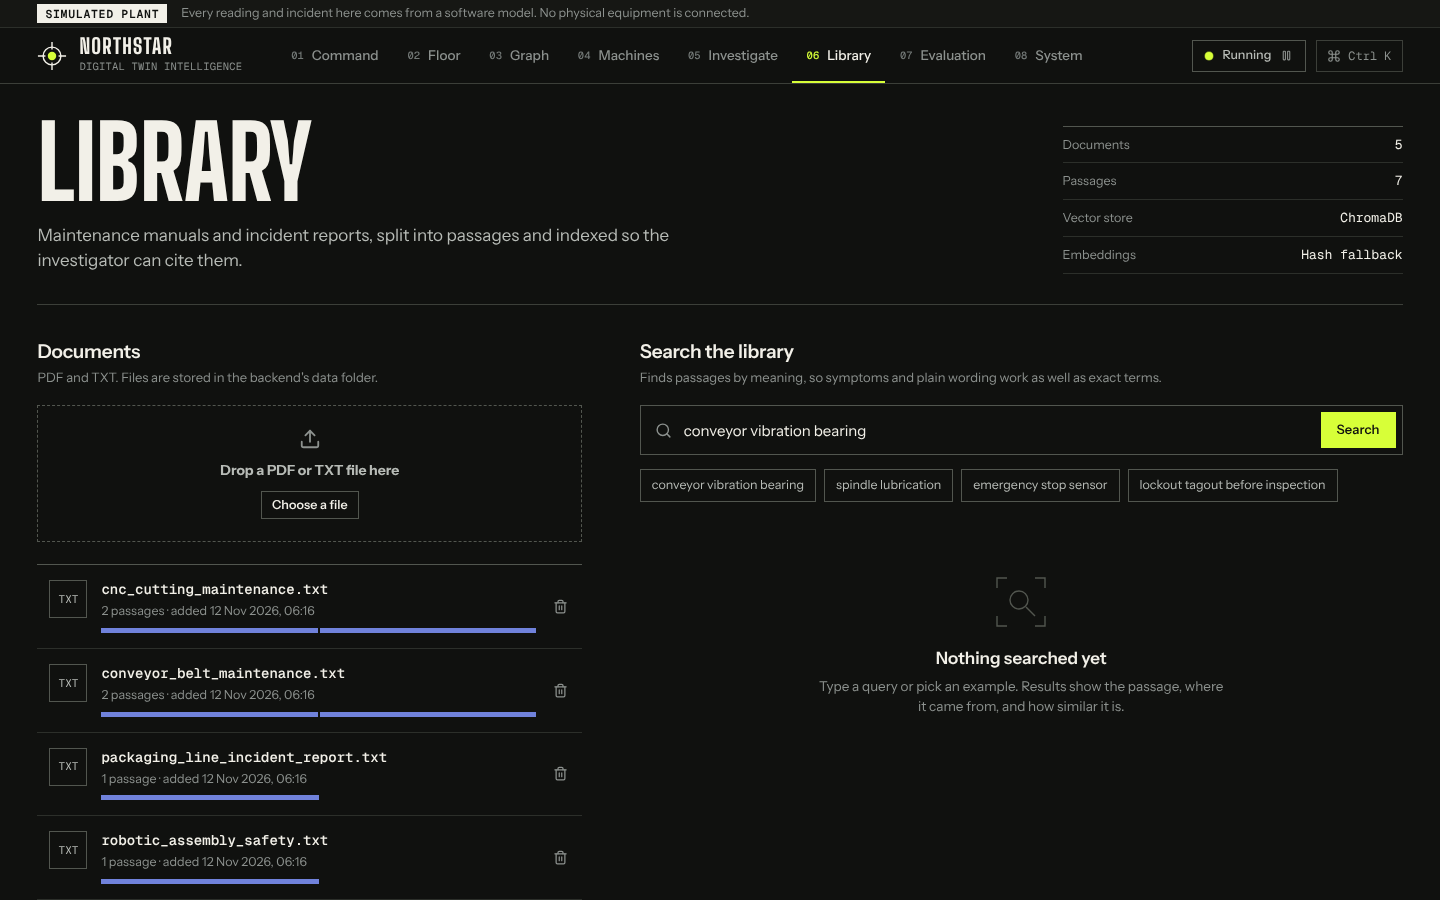 SIMULATED PLANT Every reading and incident here comes from a software model. No physical equipment is connected.
NORTHSTAR
DIGITAL TWIN INTELLIGENCE
01 Command 02 Floor 03 Graph 04 Machines 05 Investigate 06 Library 07 Evaluation 08 System
Running
⌘ Ctrl K
LIBRARY
Maintenance manuals and incident reports, split into passages and indexed so the
investigator can cite them.
Documents 5
Passages 7
Vector store ChromaDB
Embeddings Hash fallback
Documents
PDF and TXT. Files are stored in the backend's data folder.
Drop a PDF or TXT file here
Choose a file
TXT cnc_cutting_maintenance.txt
2 passages · added 12 Nov 2026, 06:16
TXT conveyor_belt_maintenance.txt
2 passages · added 12 Nov 2026, 06:16
TXT packaging_line_incident_report.txt
1 passage · added 12 Nov 2026, 06:16
TXT robotic_assembly_safety.txt
1 passage · added 12 Nov 2026, 06:16
Search the library
Finds passages by meaning, so symptoms and plain wording work as well as exact terms.
conveyor vibration bearing Search
conveyor vibration bearing spindle lubrication emergency stop sensor lockout tagout before inspection
Nothing searched yet
Type a query or pick an example. Results show the passage, where
it came from, and how similar it is.